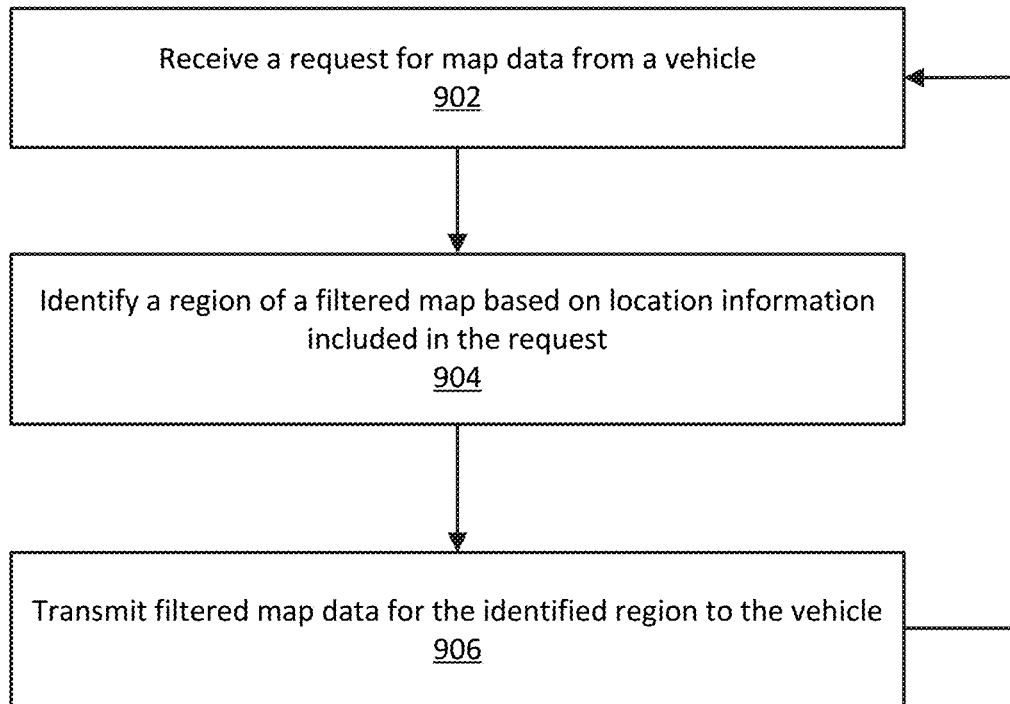 Receive a request for map data from a vehicle
902
Identify a region of a filtered map based on location information
included in the request
904
Transmit filtered map data for the identified region to the vehicle
906